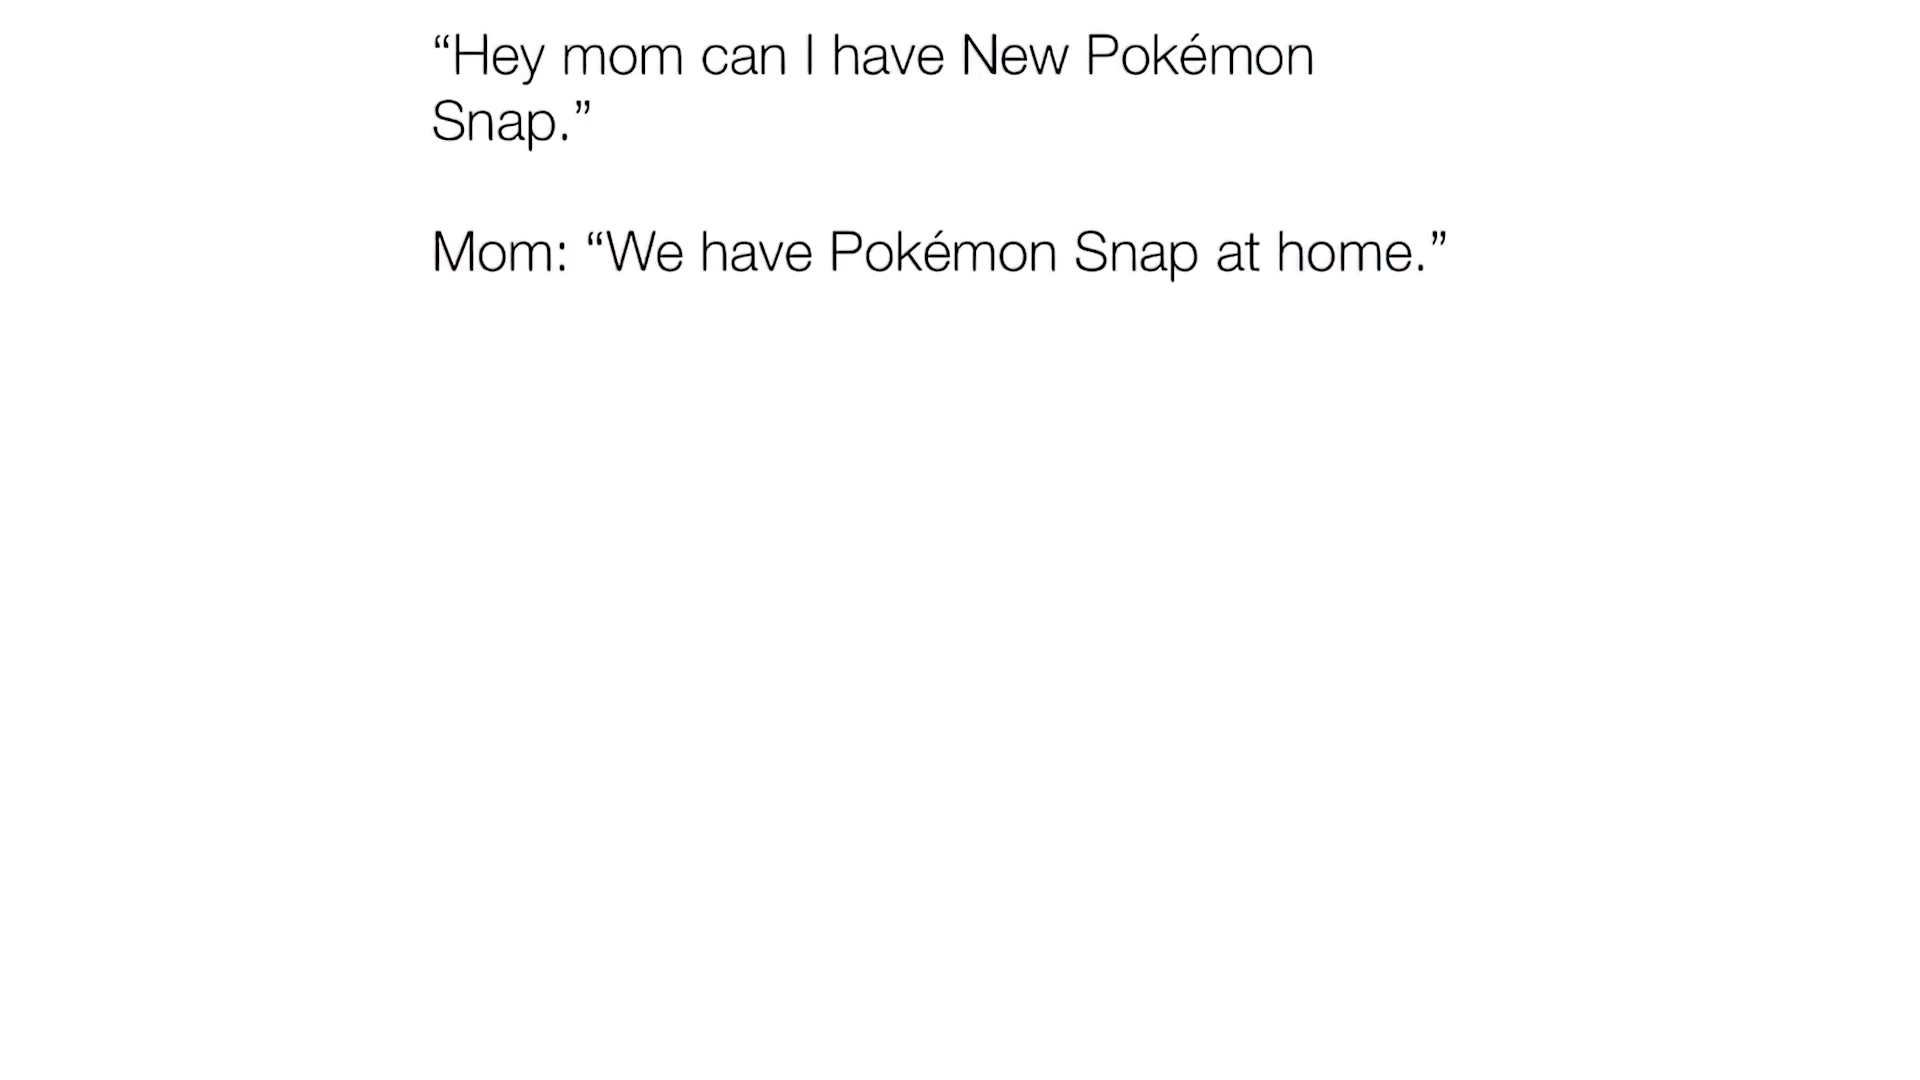 “Hey mom can I have New Pokémon
Snap.”
Mom: “We have Pokémon Snap at home.”